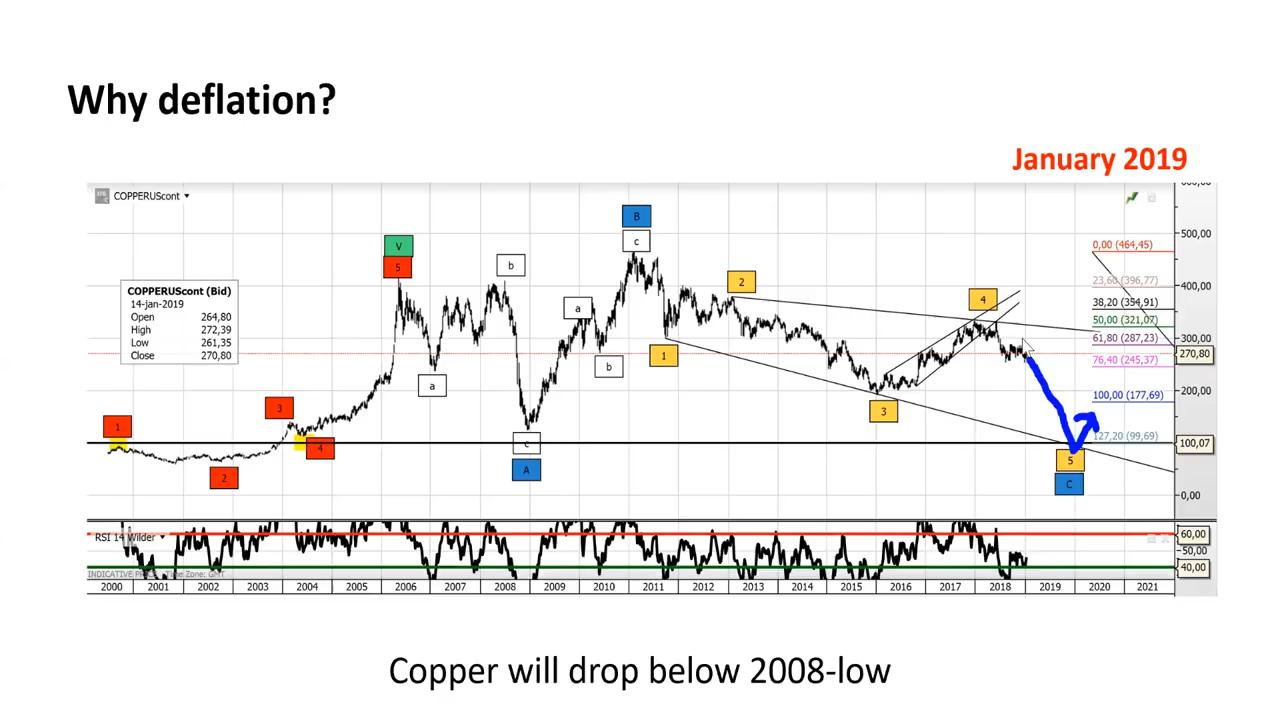 Why deflation?
January 2019
COPPERUScont
600,00
V
5
B
c
b
a
b
a
c
A
1
2
3
4
1
2
3
4
5
C
COPPERUScont (Bid)
14-jan-2019
Open 264,80
High 272,39
Low 261,35
Close 270,80
0,00 (464,45)
23,60 (396,77)
38,20 (354,91)
50,00 (321,07)
61,80 (287,23)
76,40 (245,37)
100,00 (177,69)
127,20 (99,69)
500,00
400,00
300,00
270,80
200,00
100,07
0,00
RSI 14 Wilder
60,00
50,00
40,00
INDICATIVE Time Zone: GMT
2000 2001 2002 2003 2004 2005 2006 2007 2008 2009 2010 2011 2012 2013 2014 2015 2016 2017 2018 2019 2020 2021
Copper will drop below 2008-low